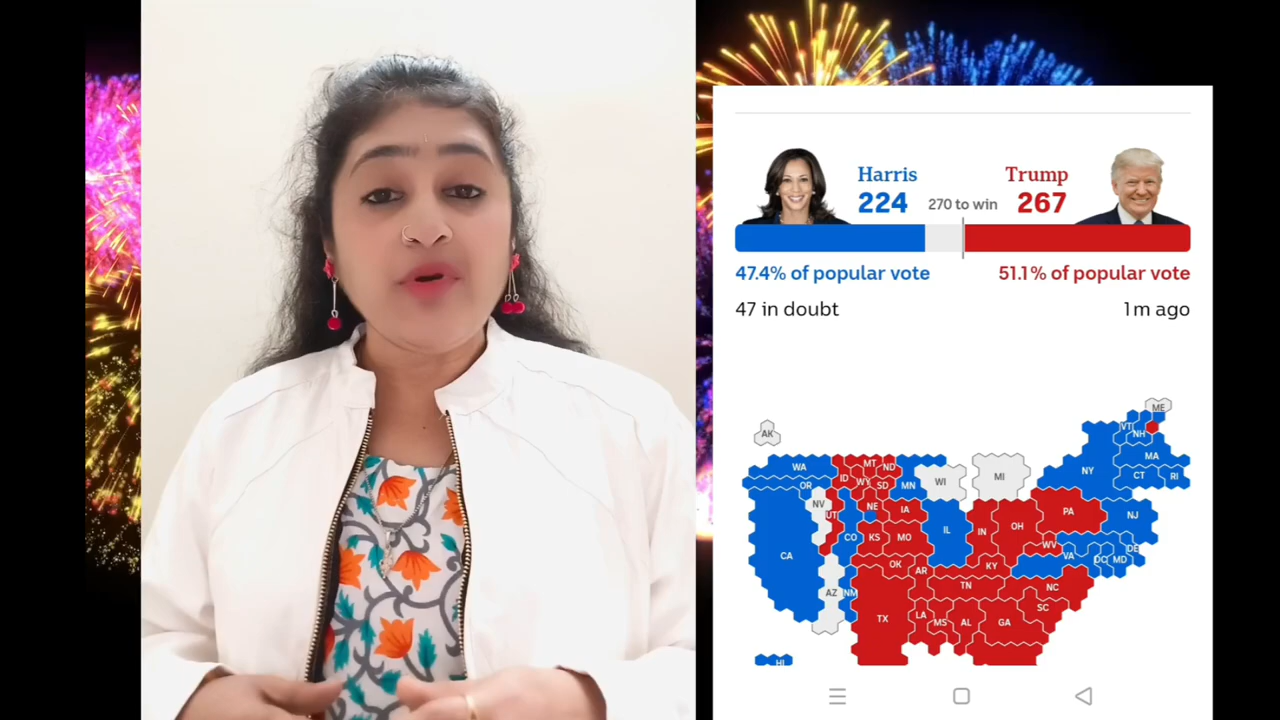 Harris
Trump
224
270 to win
267
47.4% of popular vote
51.1% of popular vote
47 in doubt
1m ago
ME
AK
VT
NH
WA
MT
ND
MA
ID
OR
WY
SD
MN
WI
MI
NY
CT
RI
NV
UT
NE
IA
PA
NJ
CO
KS
MO
IL
IN
OH
WV
VA
DC
MD
DE
CA
OK
AR
KY
AZ
NM
TN
NC
TX
LA
MS
AL
GA
SC
HI